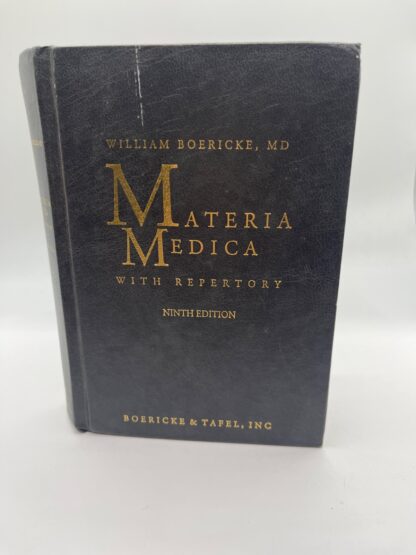 WILLIAM BOERICKE, MD
MATERIA
MEDICA
WITH REPERTORY
NINTH EDITION
BOERICKE & TAFEL, INC